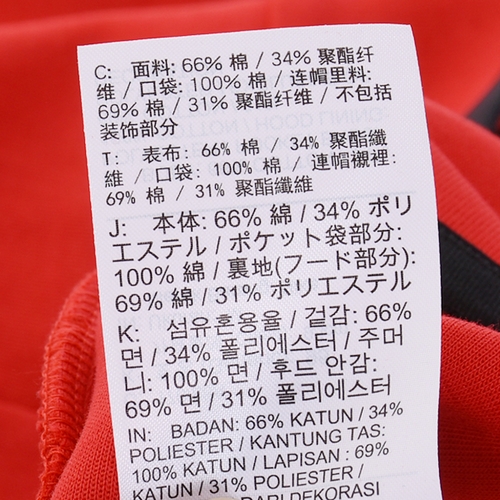 C: 面料: 66% 棉 / 34% 聚酯纤
维 / 口袋: 100% 棉 / 连帽里料:
69% 棉 / 31% 聚酯纤维 / 不包括
装饰部分
T: 表布: 66% 棉 / 34% 聚酯纖
維 / 口袋: 100% 棉 / 連帽襯裡:
69% 棉 / 31% 聚酯纖維
J: 本体: 66% 綿 / 34% ポリ
エステル / ポケット袋部分:
100% 綿 / 裏地(フード部分):
69% 綿 / 31% ポリエステル
K: 섬유혼용율 / 겉감: 66%
면 / 34% 폴리에스터 / 주머
니: 100% 면 / 후드 안감:
69% 면 / 31% 폴리에스터
IN: BADAN: 66% KATUN / 34%
POLIESTER / KANTUNG TAS:
100% KATUN / LAPISAN : 69%
KATUN / 31% POLIESTER /
DARI DEKORASI